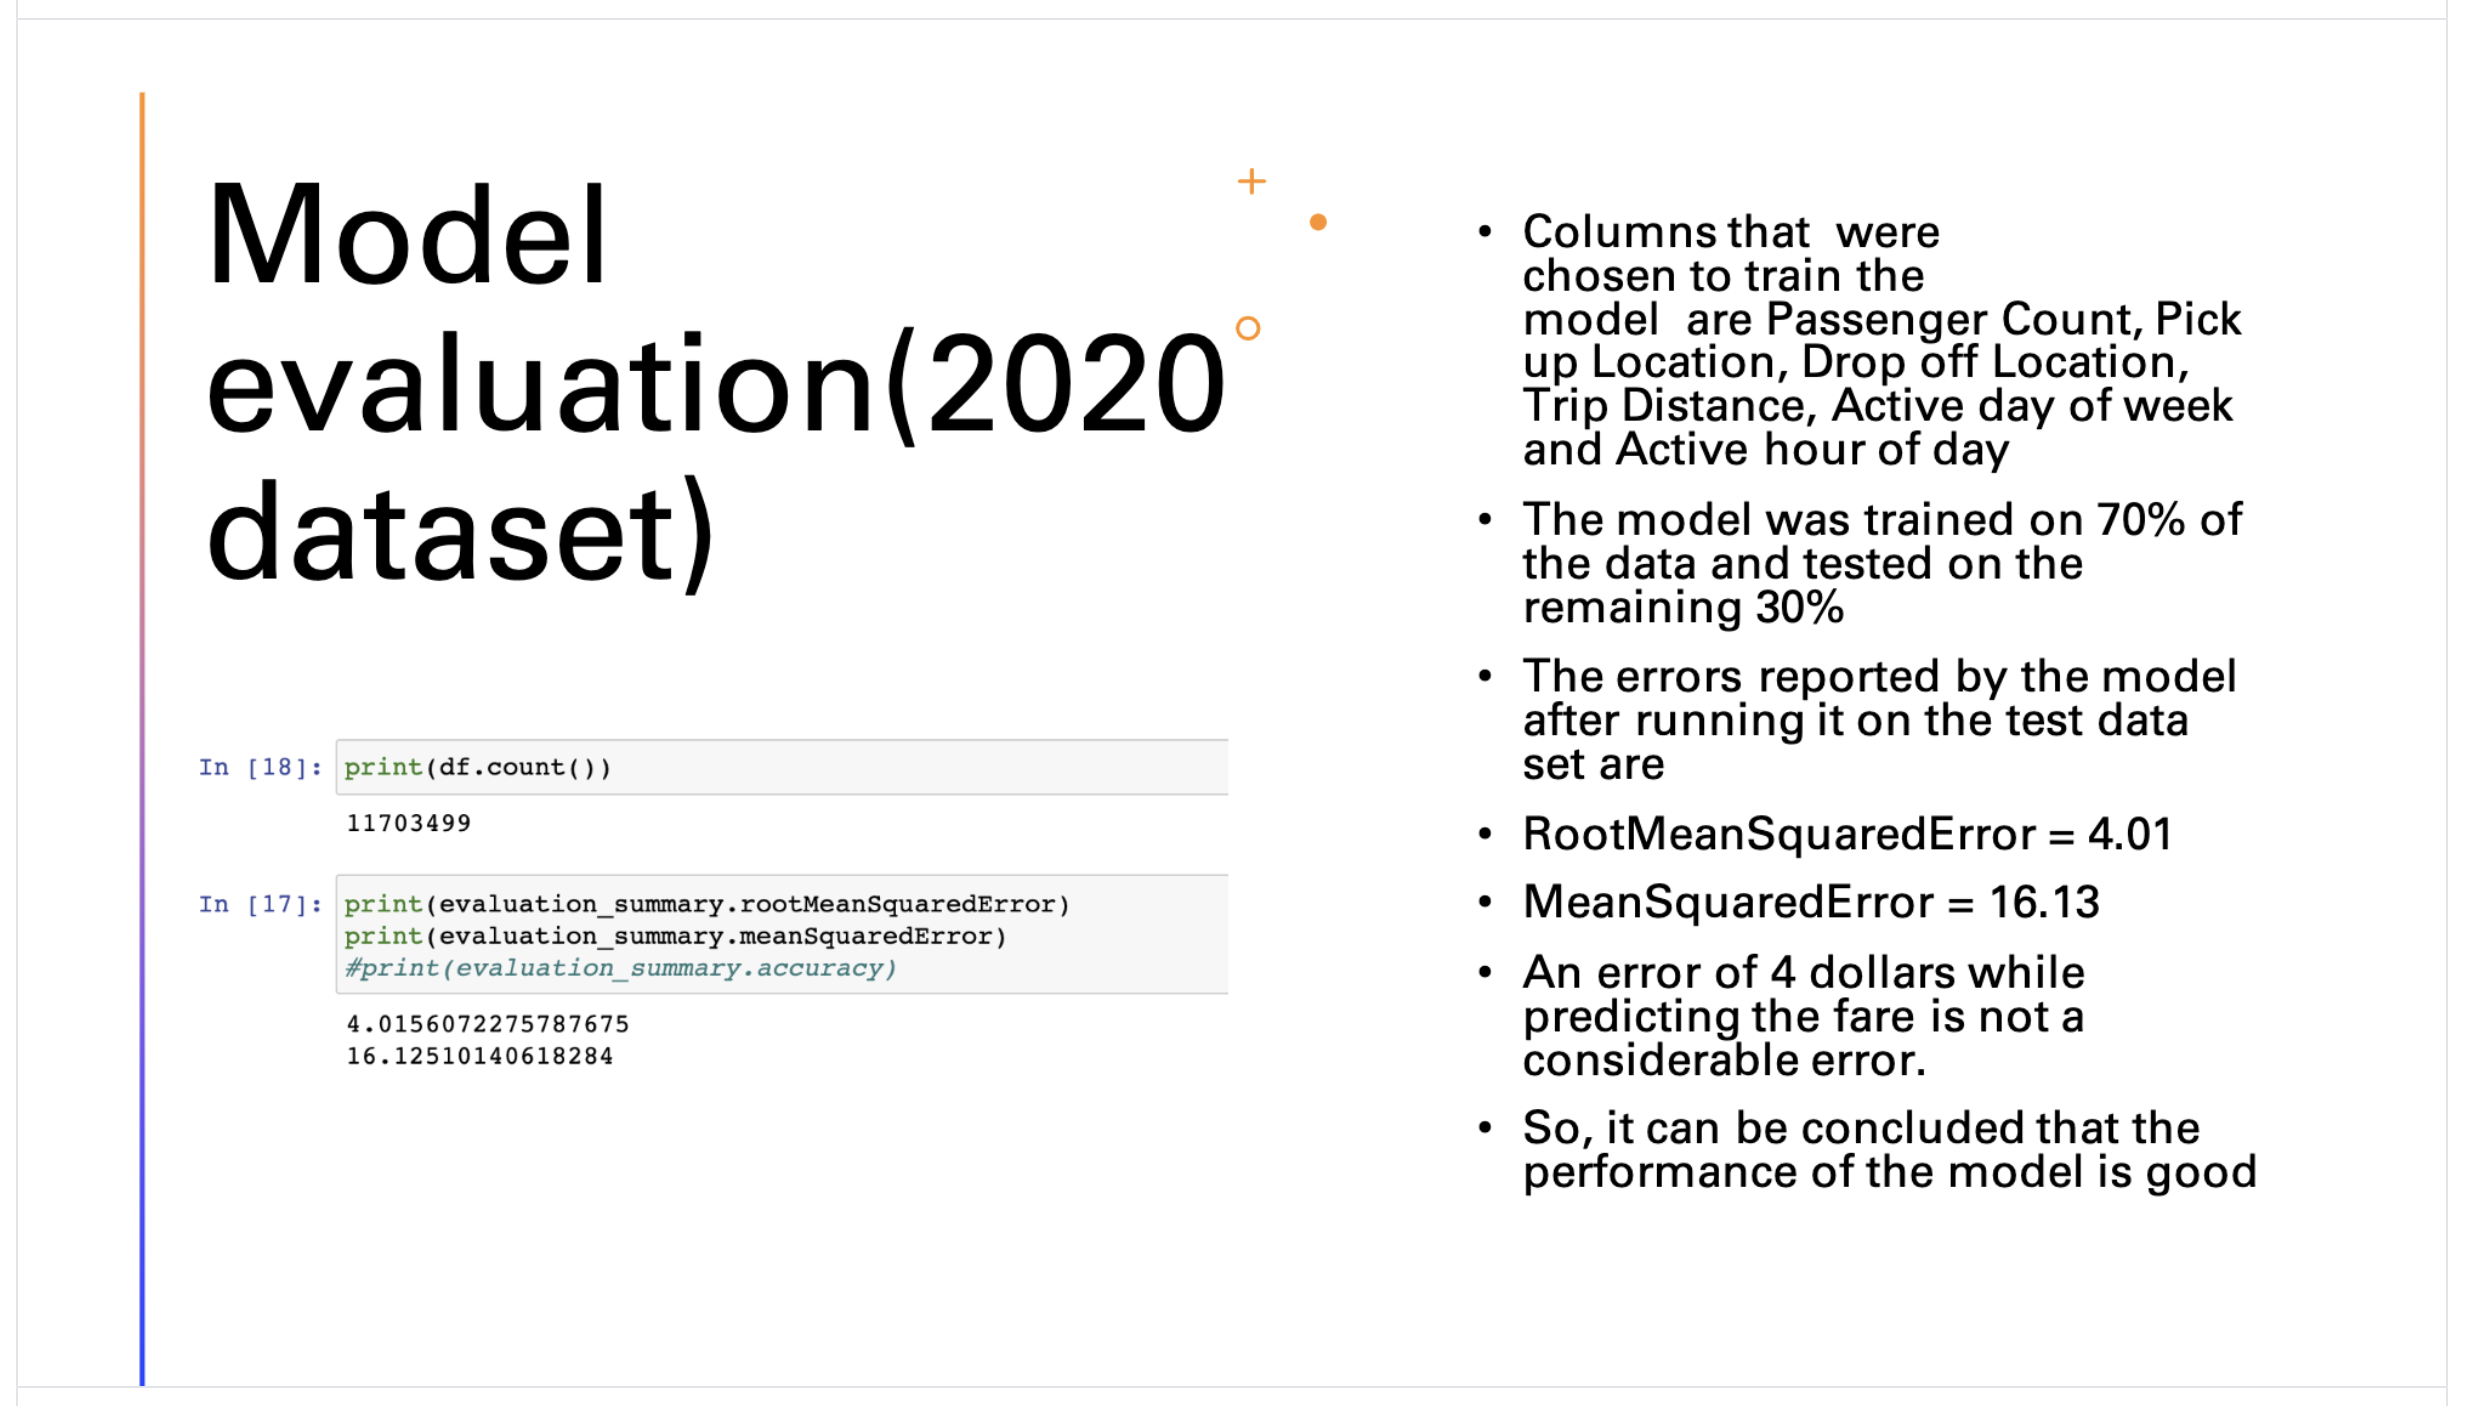 Model
evaluation(2020
dataset)
In [18]: print(df.count())
11703499
In [17]: print(evaluation_summary.rootMeanSquaredError)
print(evaluation_summary.meanSquaredError)
#print(evaluation_summary.accuracy)
4.0156072275787675
16.12510140618284
• Columns that  were
chosen to train the
model  are Passenger Count, Pick
up Location, Drop off Location,
Trip Distance, Active day of week
and Active hour of day
• The model was trained on 70% of
the data and tested on the
remaining 30%
• The errors reported by the model
after running it on the test data
set are
• RootMeanSquaredError = 4.01
• MeanSquaredError = 16.13
• An error of 4 dollars while
predicting the fare is not a
considerable error.
• So, it can be concluded that the
performance of the model is good